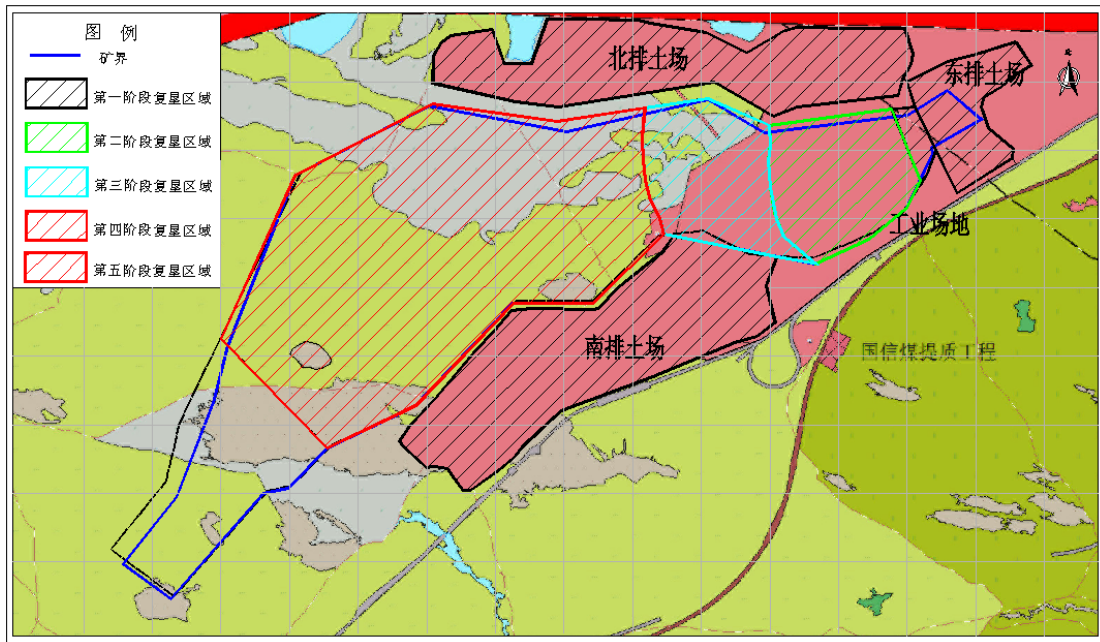 图 例
矿界
第一阶段复垦区域
第二阶段复垦区域
第三阶段复垦区域
第四阶段复垦区域
第五阶段复垦区域
北排土场
东排土场
工业场地
南排土场
国信煤提质工程